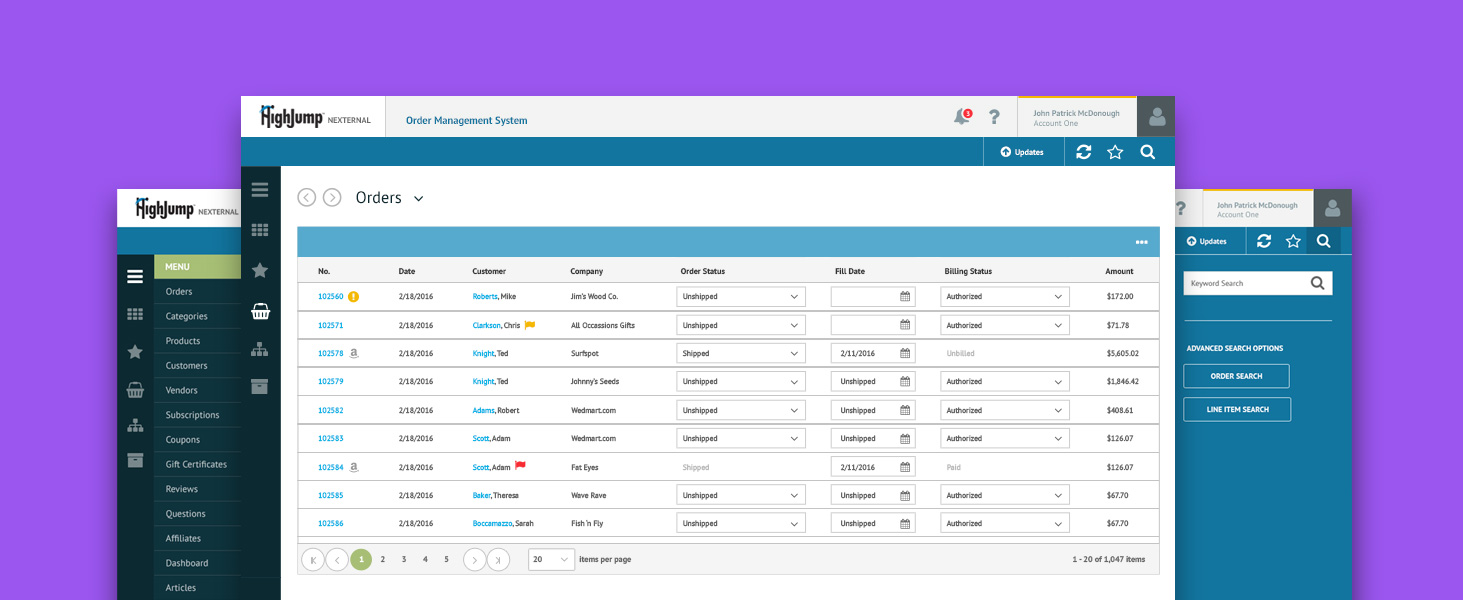 HighJump NEXTERNAL
Order Management System
3
?
John Patrick McDonough
Account One
Updates
Orders
No. Date Customer Company Order Status Fill Date Billing Status Amount
102560 ! 2/18/2016 Roberts, Mike Jim's Wood Co. Unshipped Authorized $172.00
102571 2/18/2016 Clarkson, Chris All Occassions Gifts Unshipped Authorized $71.78
102578 a 2/18/2016 Knight, Ted Surfspot Shipped 2/11/2016 Unbilled $5,605.02
102579 2/18/2016 Knight, Ted Johnny's Seeds Unshipped Unshipped Authorized $1,846.42
102582 2/18/2016 Adams, Robert Wedmart.com Unshipped Unshipped Authorized $408.61
102583 2/18/2016 Scott, Adam Wedmart.com Unshipped Unshipped Authorized $126.07
102584 a 2/18/2016 Scott, Adam Fat Eyes Shipped 2/11/2016 Paid $126.07
102585 2/18/2016 Baker, Theresa Wave Rave Unshipped Unshipped Authorized $67.70
102586 2/18/2016 Boccamazzo, Sarah Fish 'n Fly Unshipped Unshipped Authorized $67.70
1 2 3 4 5 20 items per page 1 - 20 of 1,047 items
HighJump NEXTERNAL
MENU
Orders
Categories
Products
Customers
Vendors
Subscriptions
Coupons
Gift Certificates
Reviews
Questions
Affiliates
Dashboard
Articles
?
John Patrick McDonough
Account One
Updates
Keyword Search
ADVANCED SEARCH OPTIONS
ORDER SEARCH
LINE ITEM SEARCH